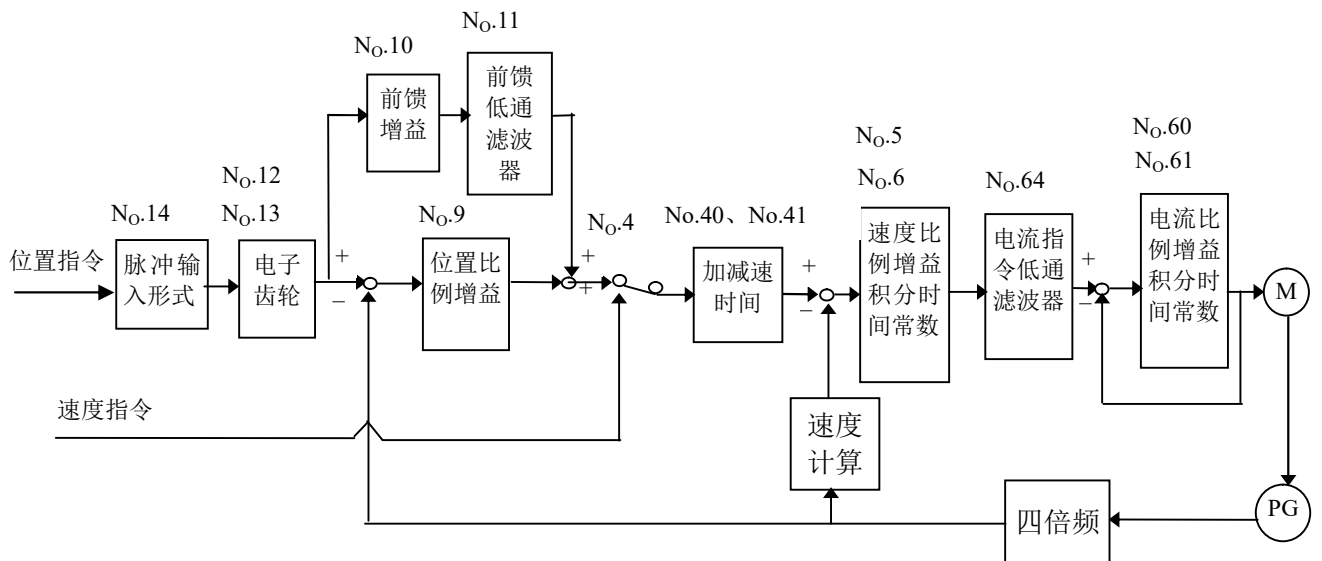 No.11
No.10
前馈
增益
前馈
低通
滤波
器
No.12
No.13
No.14
位置指令
脉冲输
入形式
电子
齿轮
+
−
No.9
位置比
例增益
+
+
No.4
No.40、No.41
加减速
时间
+
−
No.5
No.6
速度比
例增益
积分时
间常数
No.64
电流指
令低通
滤波器
+
−
No.60
No.61
电流比
例增益
积分时
间常数
M
速度指令
速度
计算
四倍频
PG